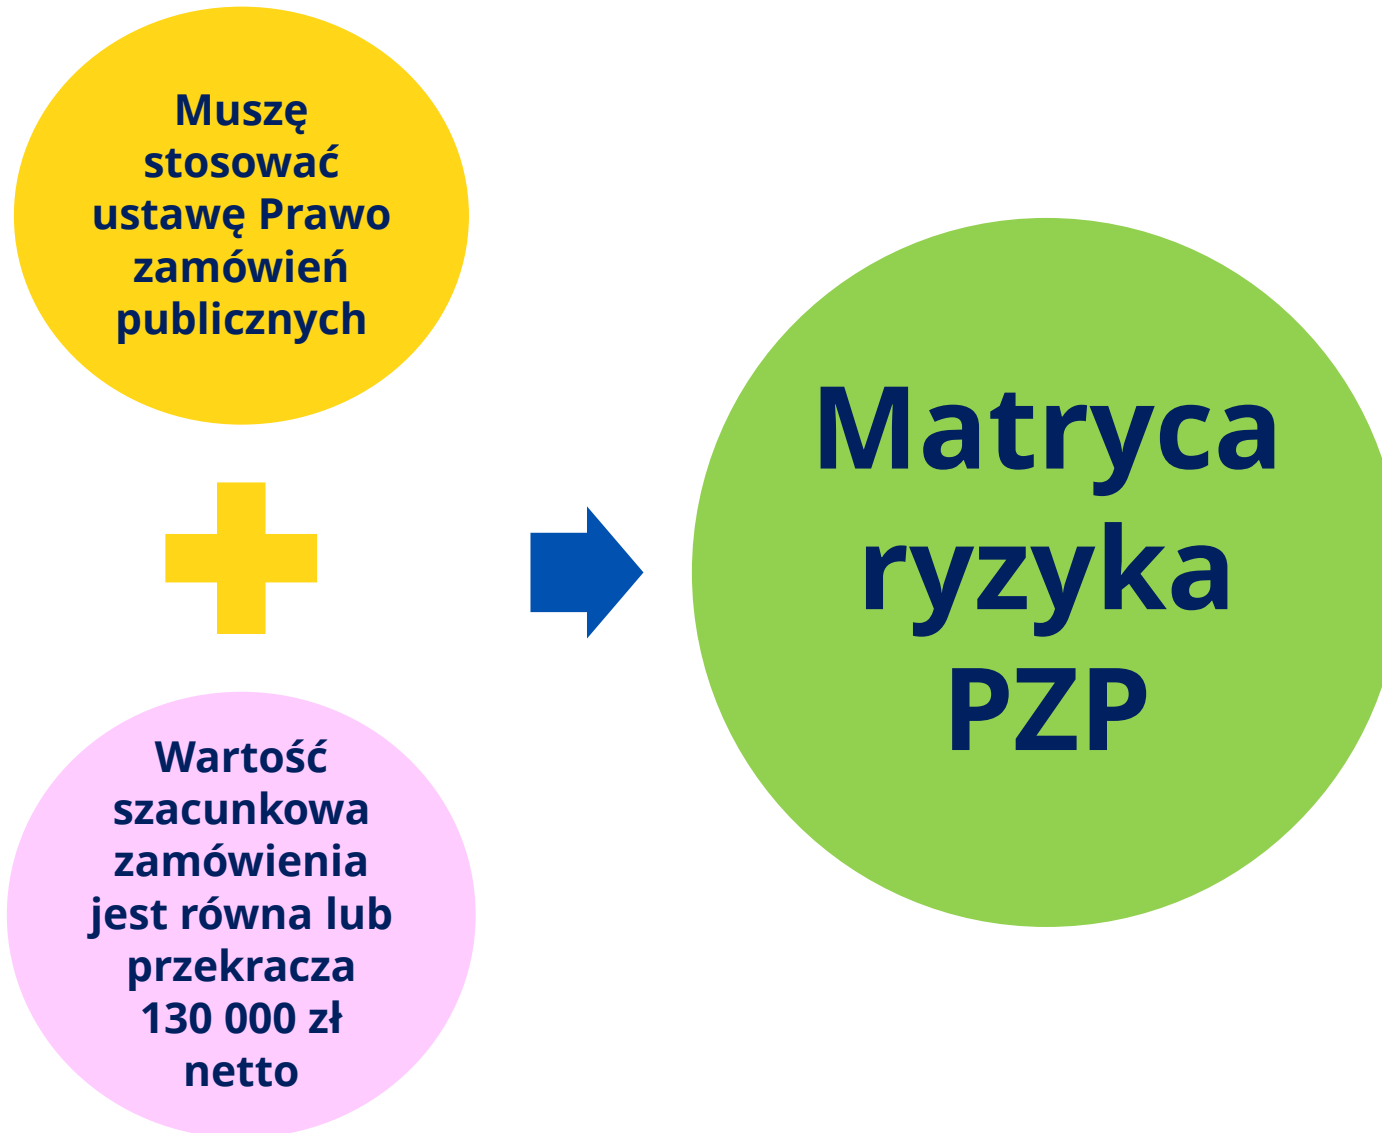 Muszę
stosować
ustawę Prawo
zamówień
publicznych
Wartość
szacunkowa
zamówienia
jest równa lub
przekracza
130 000 zł
netto
Matryca
ryzyka
PZP